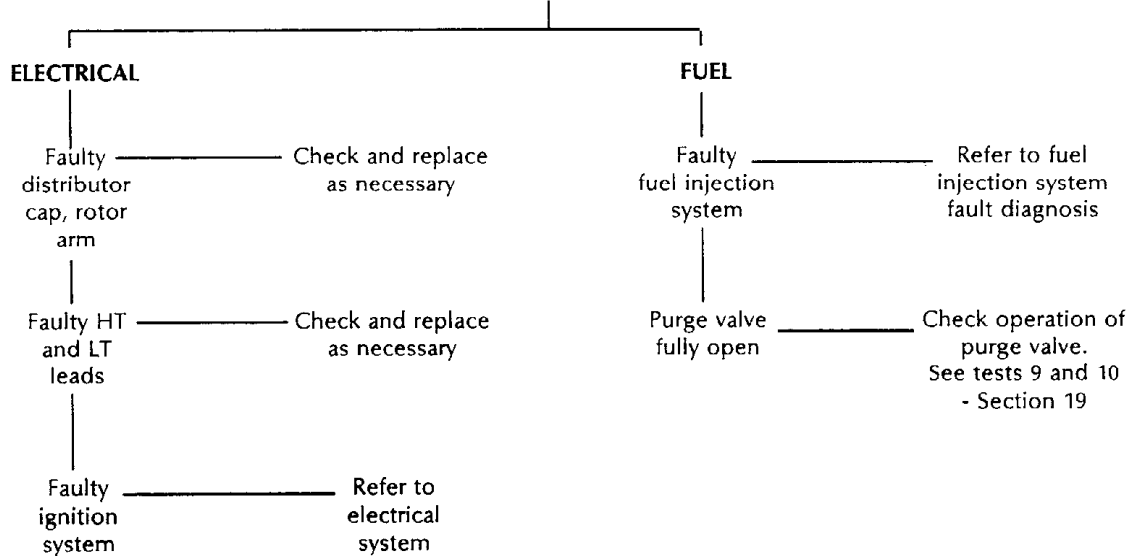 ELECTRICAL
Faulty
distributor
cap, rotor
arm
Check and replace
as necessary
Faulty HT
and LT
leads
Check and replace
as necessary
Faulty
ignition
system
Refer to
electrical
system
FUEL
Faulty
fuel injection
system
Refer to fuel
injection system
fault diagnosis
Purge valve
fully open
Check operation of
purge valve.
See tests 9 and 10
- Section 19